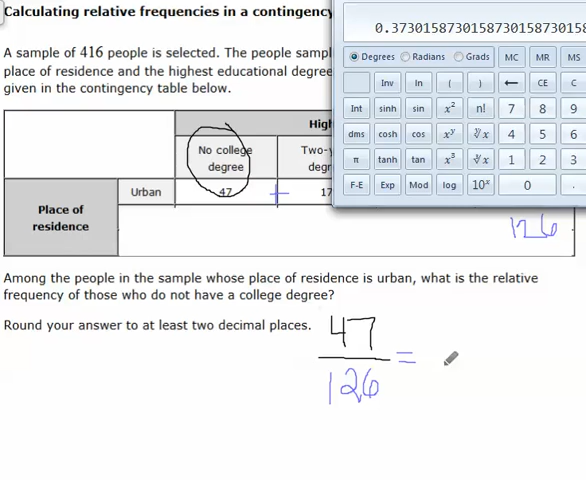 Calculating relative frequencies in a contingency
0.373015873015873015873015
A sample of 416 people is selected. The people sampl
place of residence and the highest educational degree
given in the contingency table below.
Degrees Radians Grads MC MR MS
Inv ln ( ) ← CE C
Int sinh sin x² n! 7 8 9
dms cosh cos xʸ ʸ√x 4 5 6
π tanh tan x³ ³√x 1 2 3
F-E Exp Mod log 10ˣ 0 .
High
No college
degree
Two-y
degr
Place of
residence
Urban 47 + 17
126
Among the people in the sample whose place of residence is urban, what is the relative
frequency of those who do not have a college degree?
Round your answer to at least two decimal places.
47
126 =